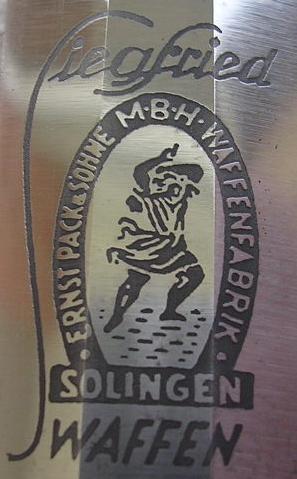 Siegfried
ERNST PACK & SÖHNE M·B·H· WAFFENFABRIK
SOLINGEN
WAFFEN